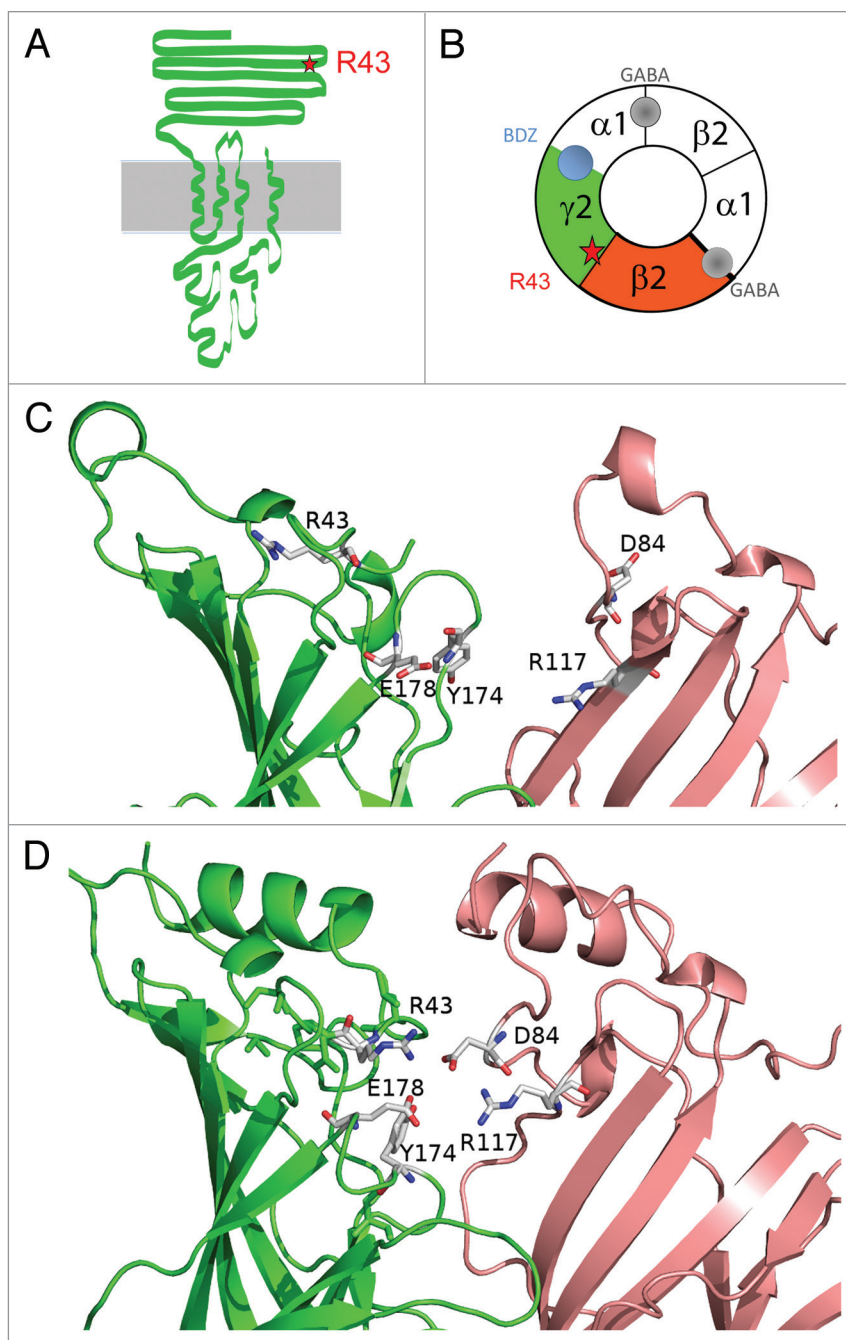 A
R43
B
GABA
α1
β2
BDZ
γ2
α1
R43
β2
GABA
C
R43
D84
E178
Y174
R117
D
R43
D84
E178
R117
Y174